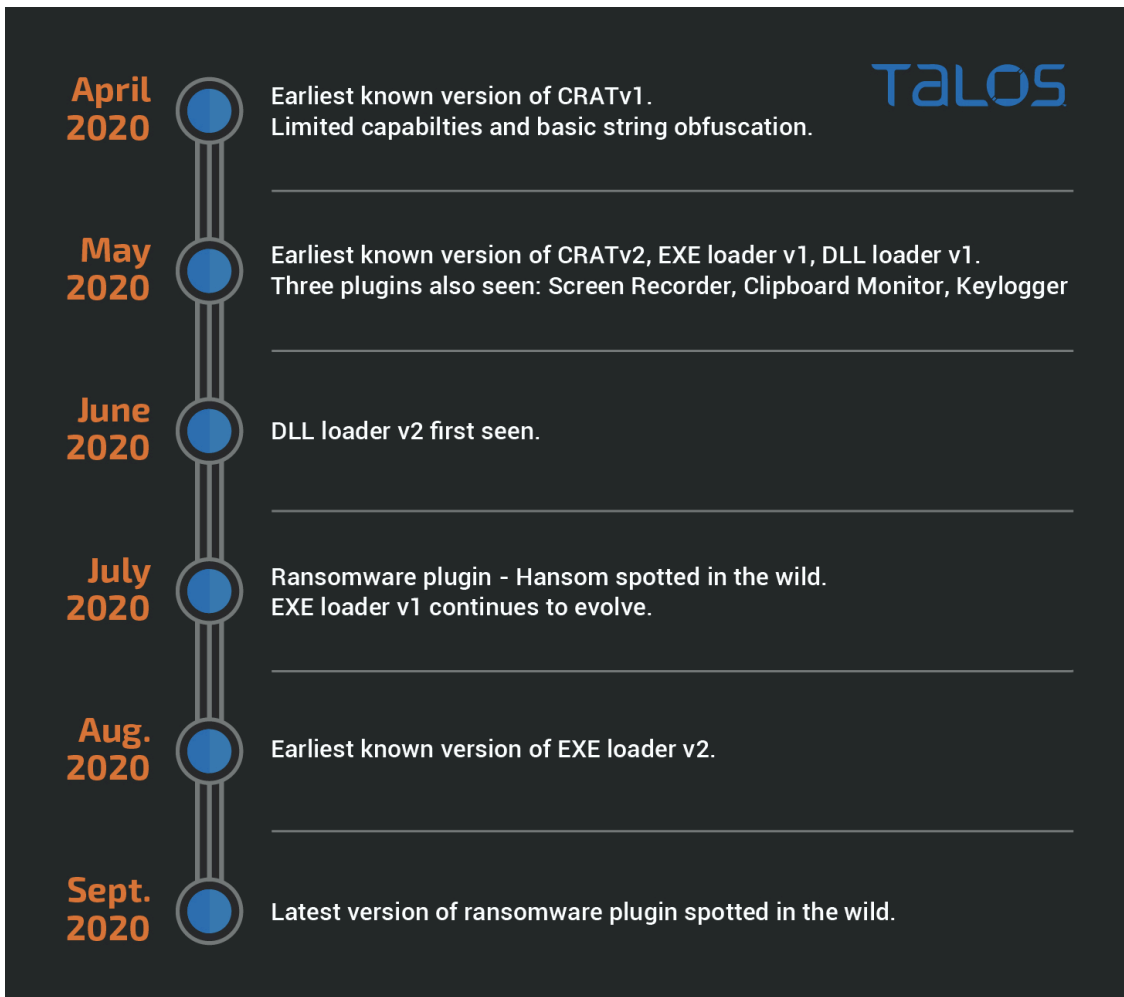 TALOS
April
2020
Earliest known version of CRATv1.
Limited capabilties and basic string obfuscation.
May
2020
Earliest known version of CRATv2, EXE loader v1, DLL loader v1.
Three plugins also seen: Screen Recorder, Clipboard Monitor, Keylogger
June
2020
DLL loader v2 first seen.
July
2020
Ransomware plugin - Hansom spotted in the wild.
EXE loader v1 continues to evolve.
Aug.
2020
Earliest known version of EXE loader v2.
Sept.
2020
Latest version of ransomware plugin spotted in the wild.